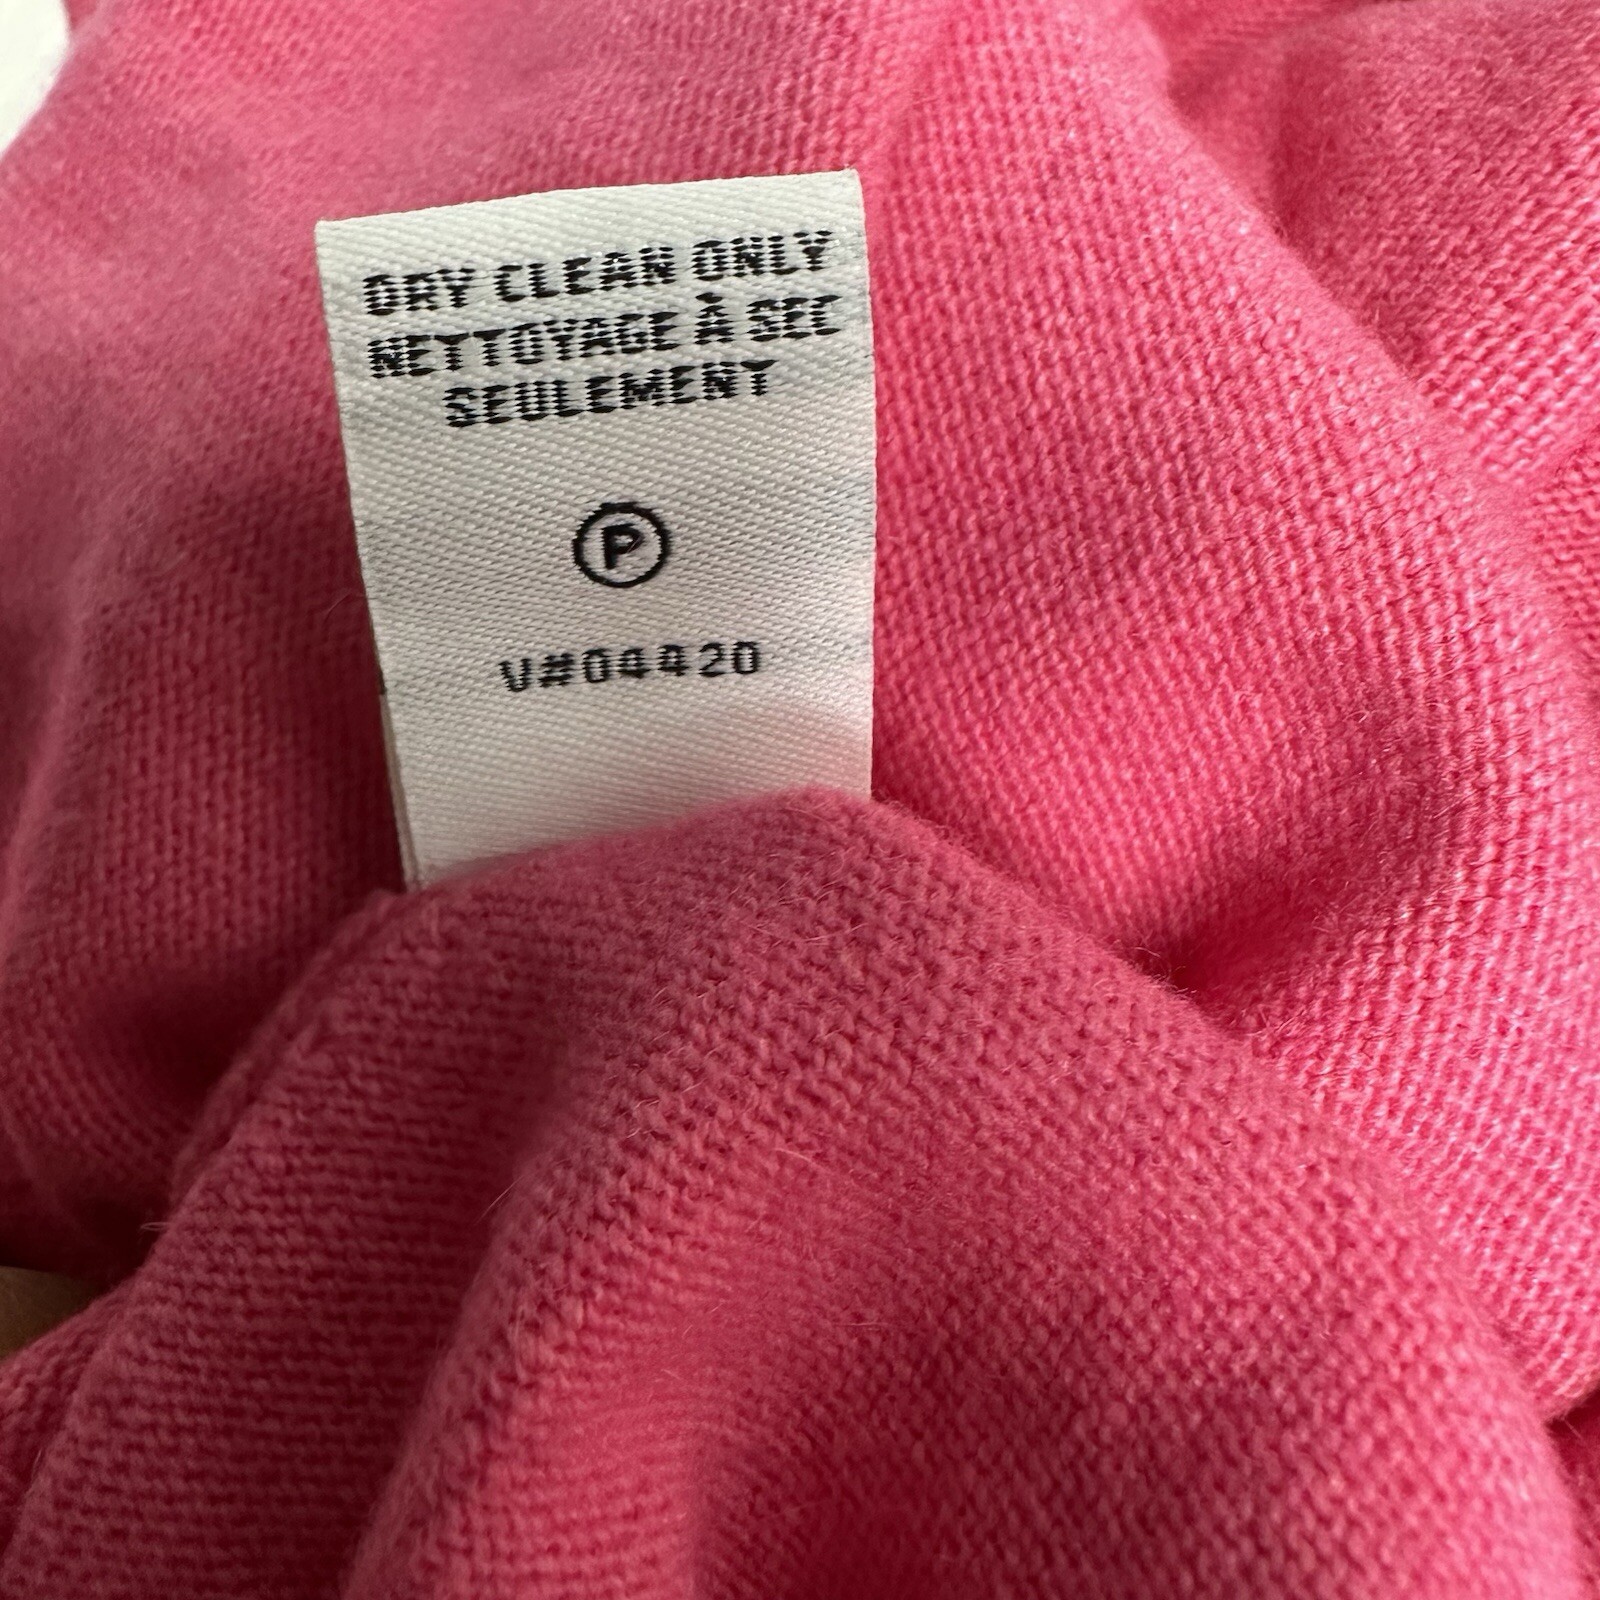 DRY CLEAN ONLY
NETTOYAGE À SEC
SEULEMENT
P
V#04420